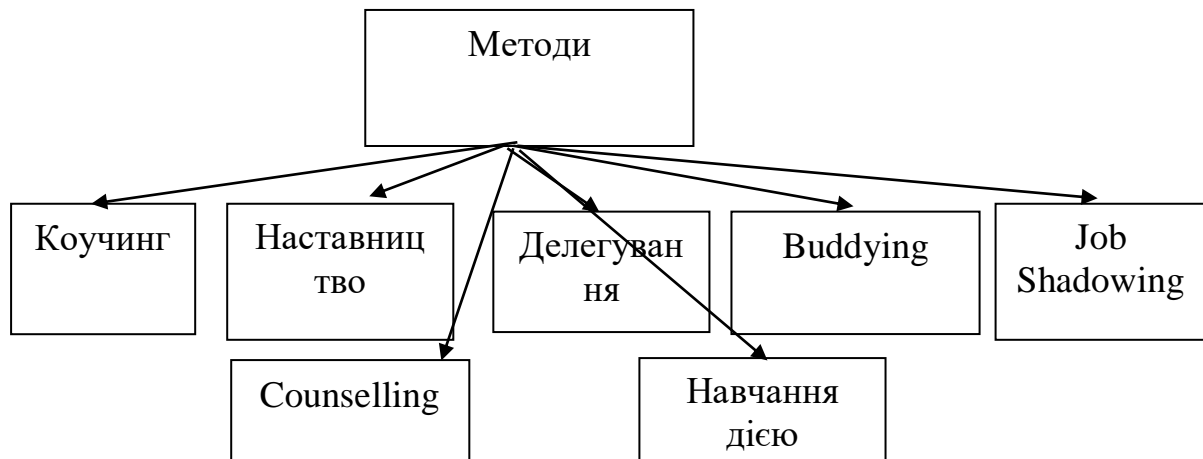 Методи
Коучинг
Наставниц
тво
Делегуван
ня
Buddying
Job
Shadowing
Counselling
Навчання
дією